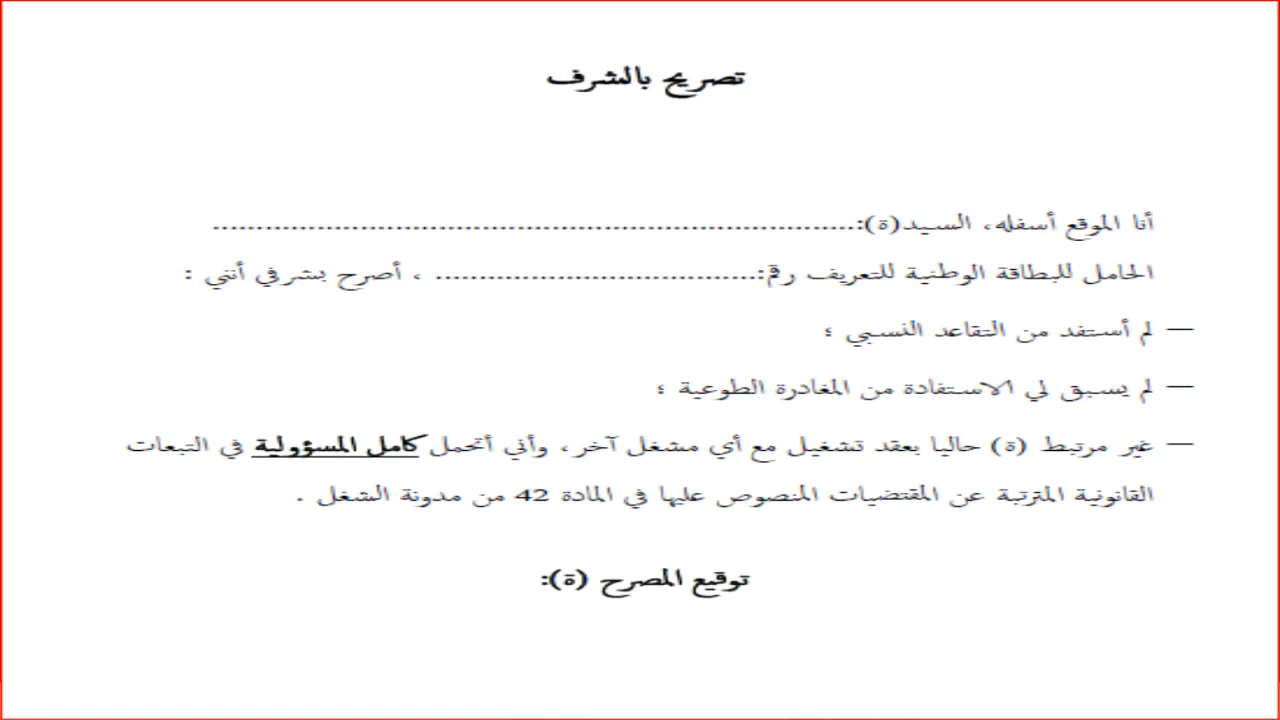 تصريح بالشرف
أنا الموقع أسفله، السيد(ة):......................................................................
الحامل للبطاقة الوطنية للتعريف رقم:................................... ، أصرح بشرفي أنني :
— لم أستفد من التقاعد النسبي ؛
— لم يسبق لي الاستفادة من المغادرة الطوعية ؛
— غير مرتبط (ة) حاليا بعقد تشغيل مع أي مشغل آخر، وأني أتحمل كامل المسؤولية في التبعات
القانونية المترتبة عن المقتضيات المنصوص عليها في المادة 42 من مدونة الشغل .
توقيع المصرح (ة):